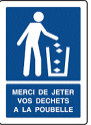 MERCI DE JETER
VOS DECHETS
A LA POUBELLE